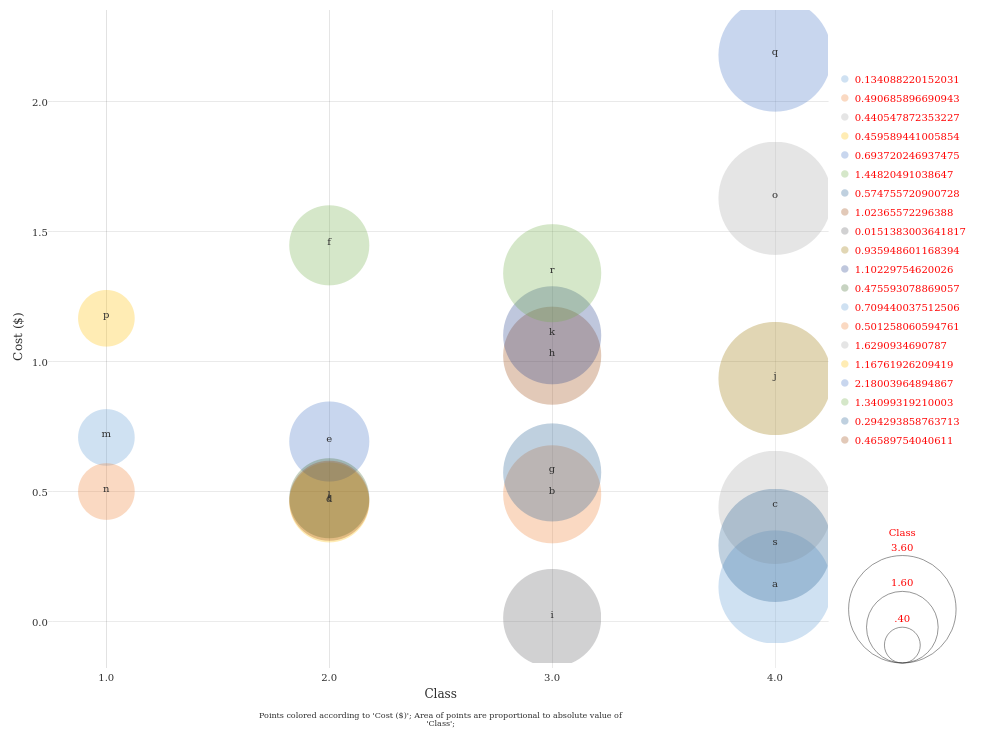 q
2.0
o
f
1.5
r
p
k
h
1.0
j
m
e
g
n
b
0.5
c
s
a
i
0.0
1.0
2.0
3.0
4.0
Cost ($)
Class
Points colored according to 'Cost ($)'; Area of points are proportional to absolute value of
'Class';
0.134088220152031
0.490685896690943
0.440547872353227
0.459589441005854
0.693720246937475
1.44820491038647
0.574755720900728
1.02365572296388
0.0151383003641817
0.935948601168394
1.10229754620026
0.475593078869057
0.709440037512506
0.501258060594761
1.6290934690787
1.16761926209419
2.18003964894867
1.34099319210003
0.294293858763713
0.46589754040611
Class
3.60
1.60
.40